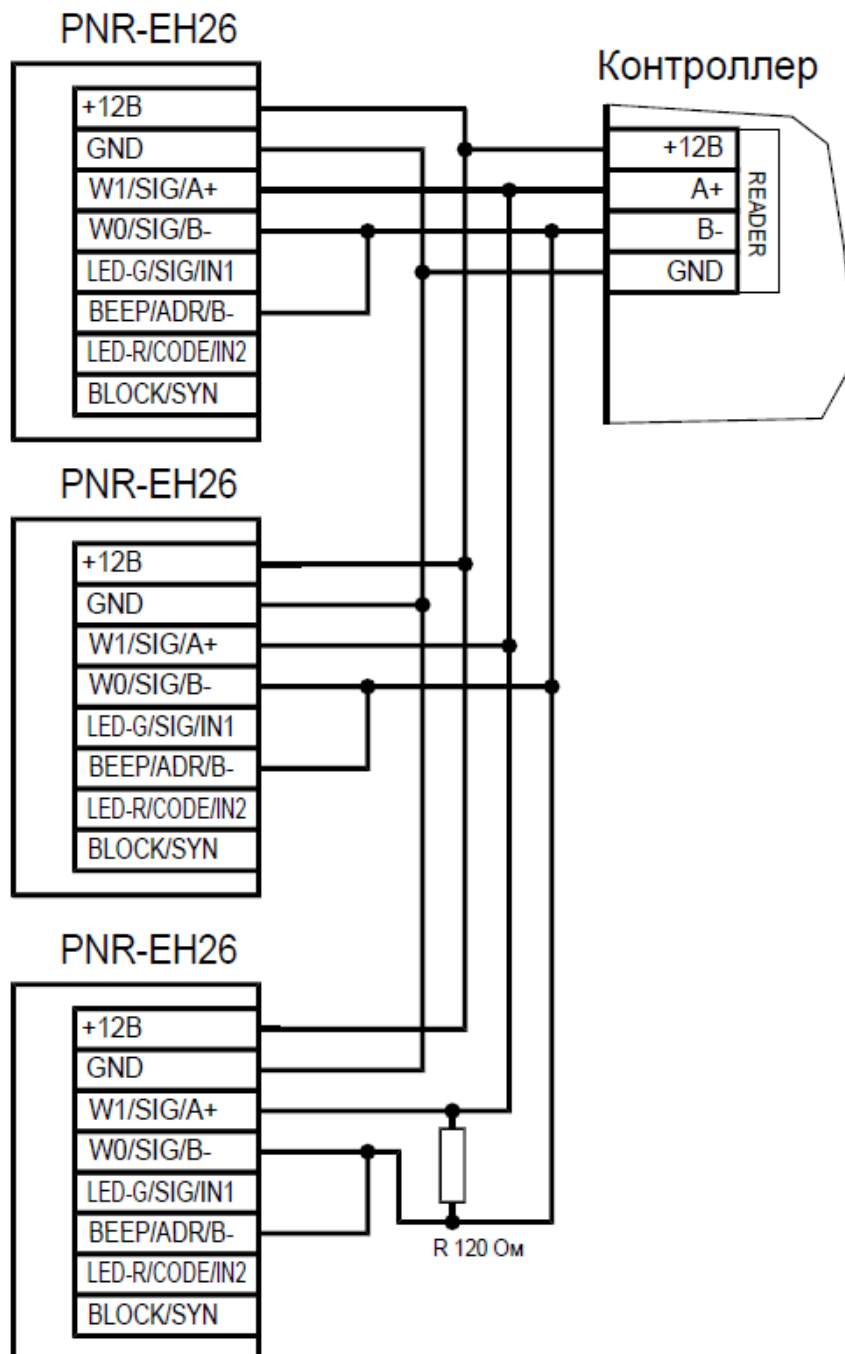 PNR-EH26
+12В
GND
W1/SIG/A+
W0/SIG/B-
LED-G/SIG/IN1
BEEP/ADR/B-
LED-R/CODE/IN2
BLOCK/SYN
Контроллер
+12В
A+
B-
GND
READER
PNR-EH26
+12В
GND
W1/SIG/A+
W0/SIG/B-
LED-G/SIG/IN1
BEEP/ADR/B-
LED-R/CODE/IN2
BLOCK/SYN
PNR-EH26
+12В
GND
W1/SIG/A+
W0/SIG/B-
LED-G/SIG/IN1
BEEP/ADR/B-
LED-R/CODE/IN2
BLOCK/SYN
R 120 Ом